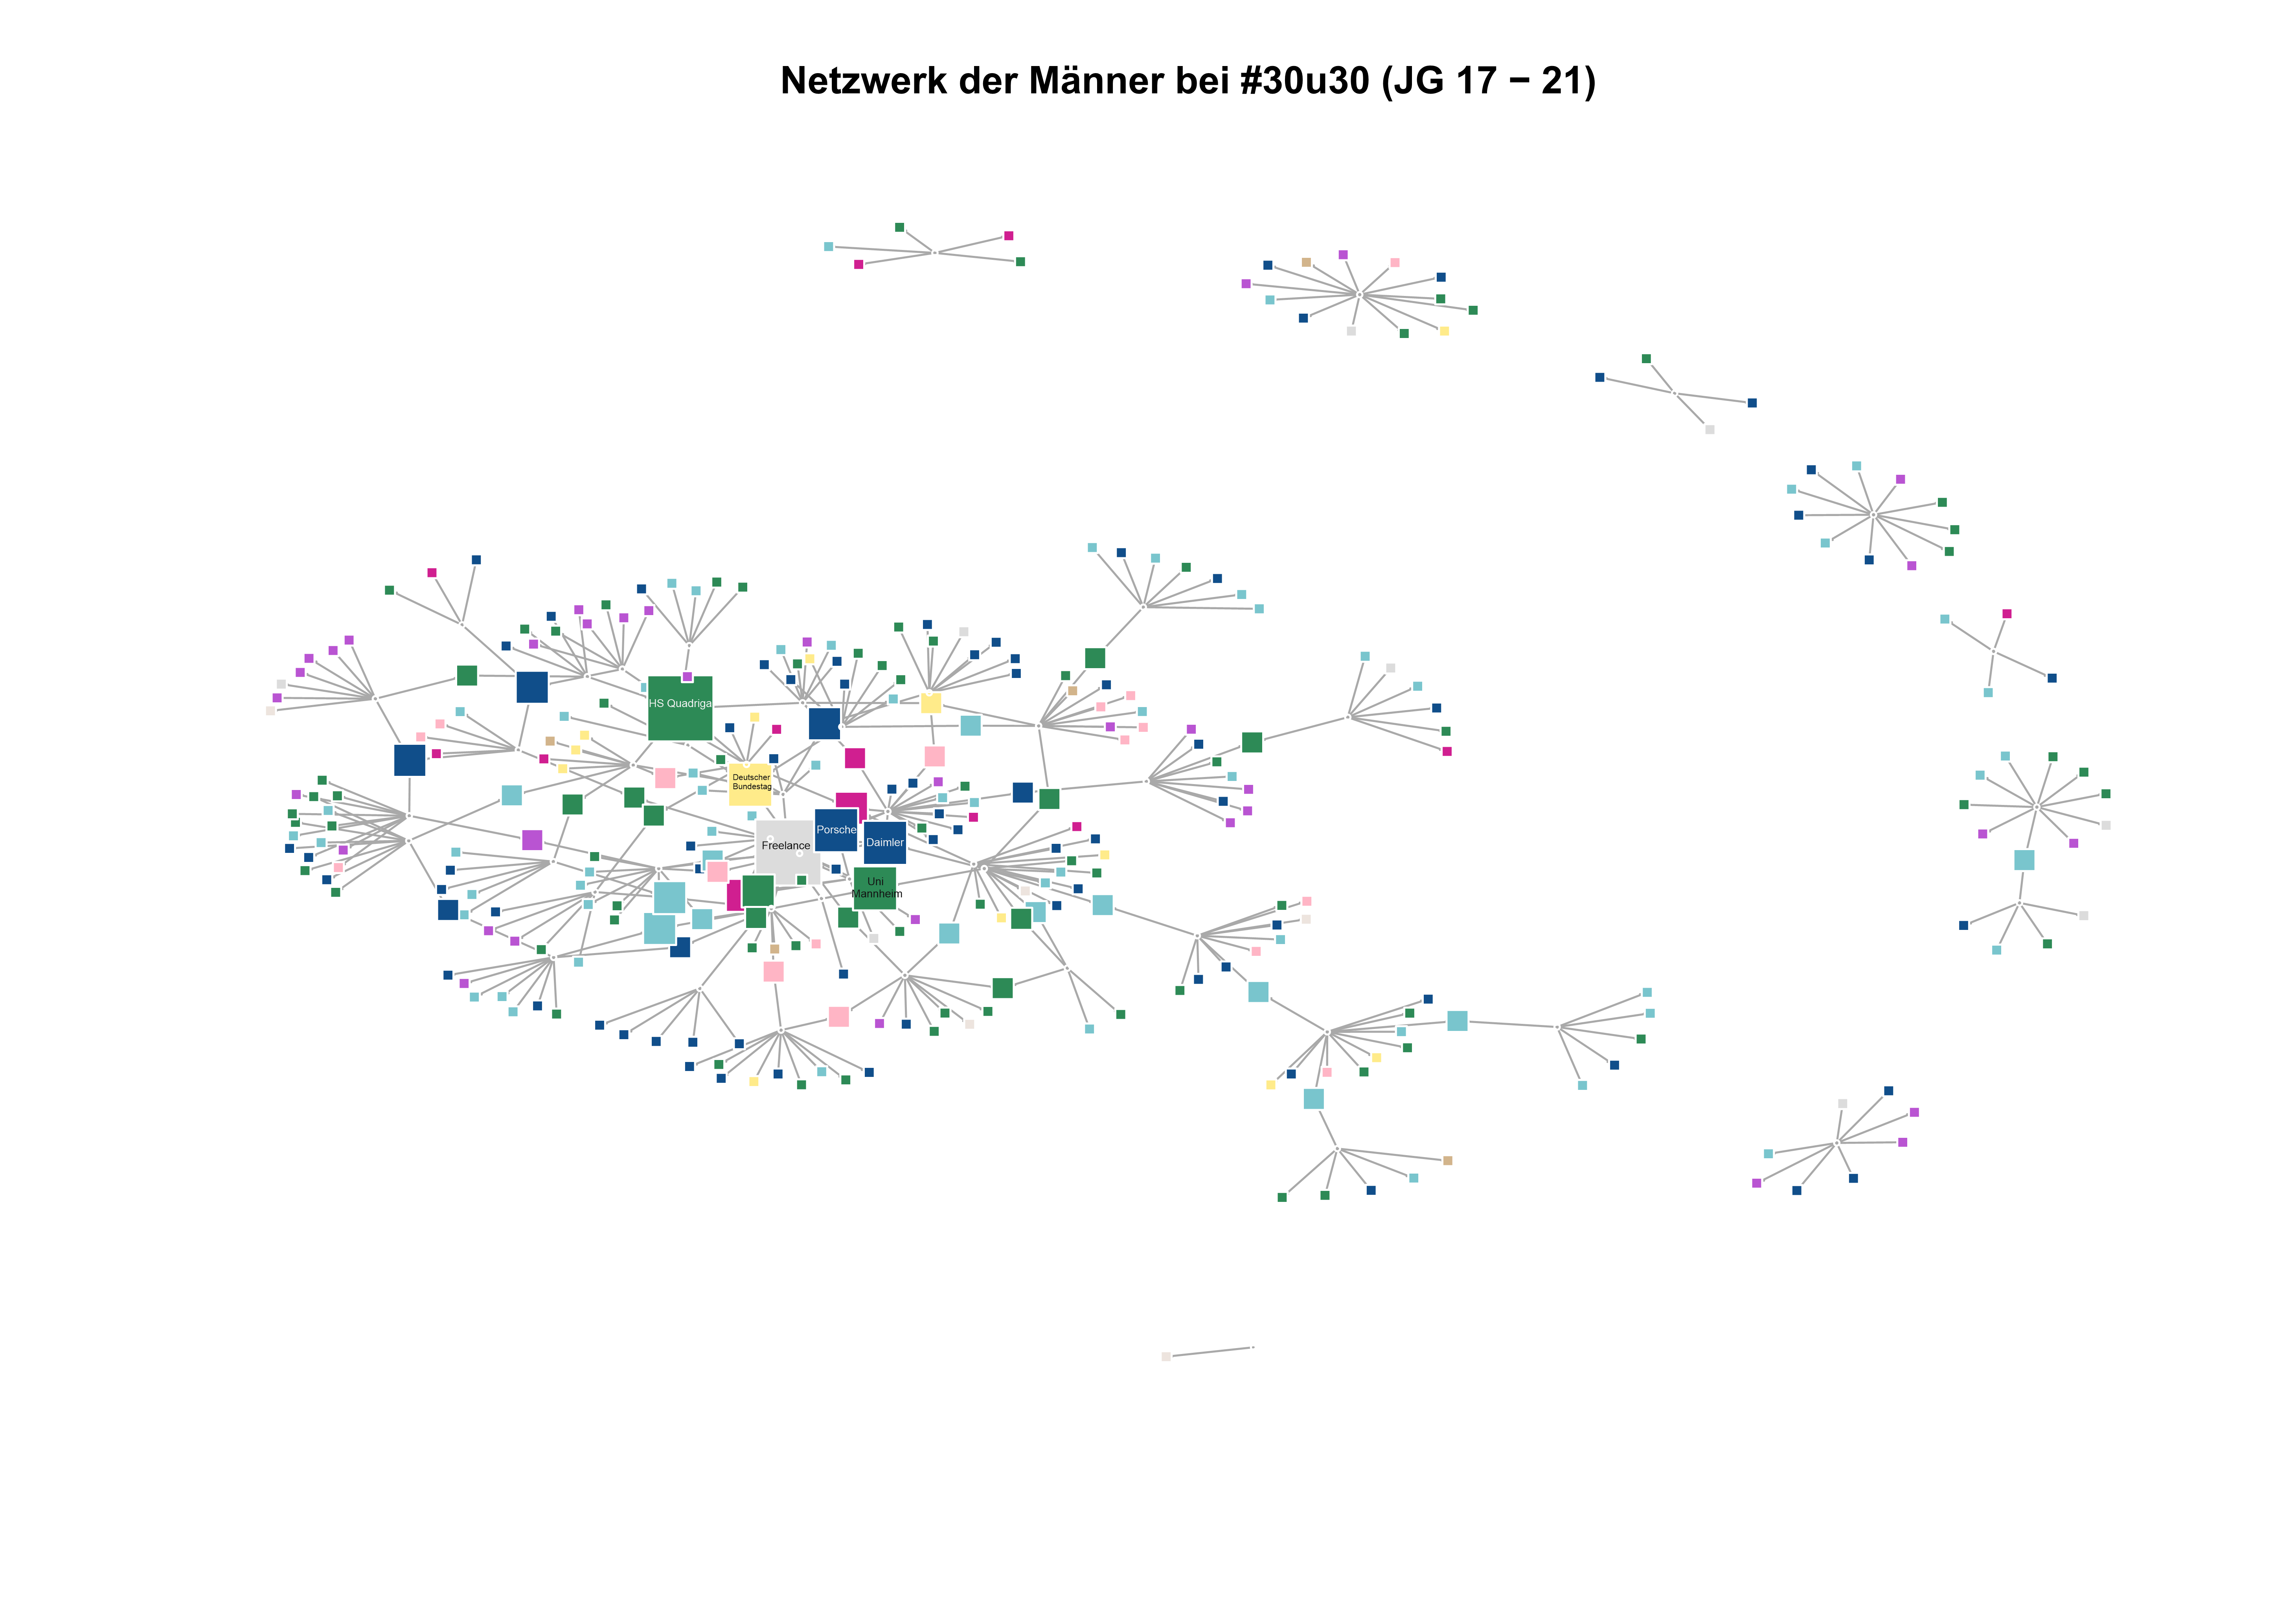 Netzwerk der Männer bei #30u30 (JG 17 − 21)
HS Quadriga
Deutscher
Bundestag
Porsche
Daimler
Freelance
Uni
Mannheim